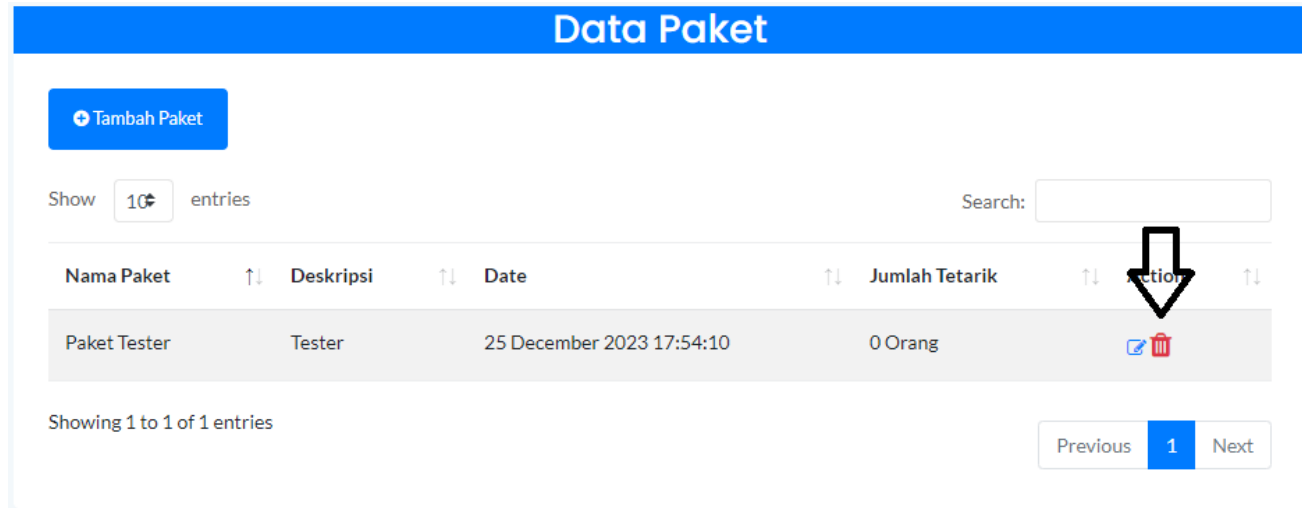 Data Paket
Tambah Paket
Show 10 entries
Search:
Nama Paket Deskripsi Date Jumlah Tetarik Action
Paket Tester Tester 25 December 2023 17:54:10 0 Orang
Showing 1 to 1 of 1 entries
Previous 1 Next